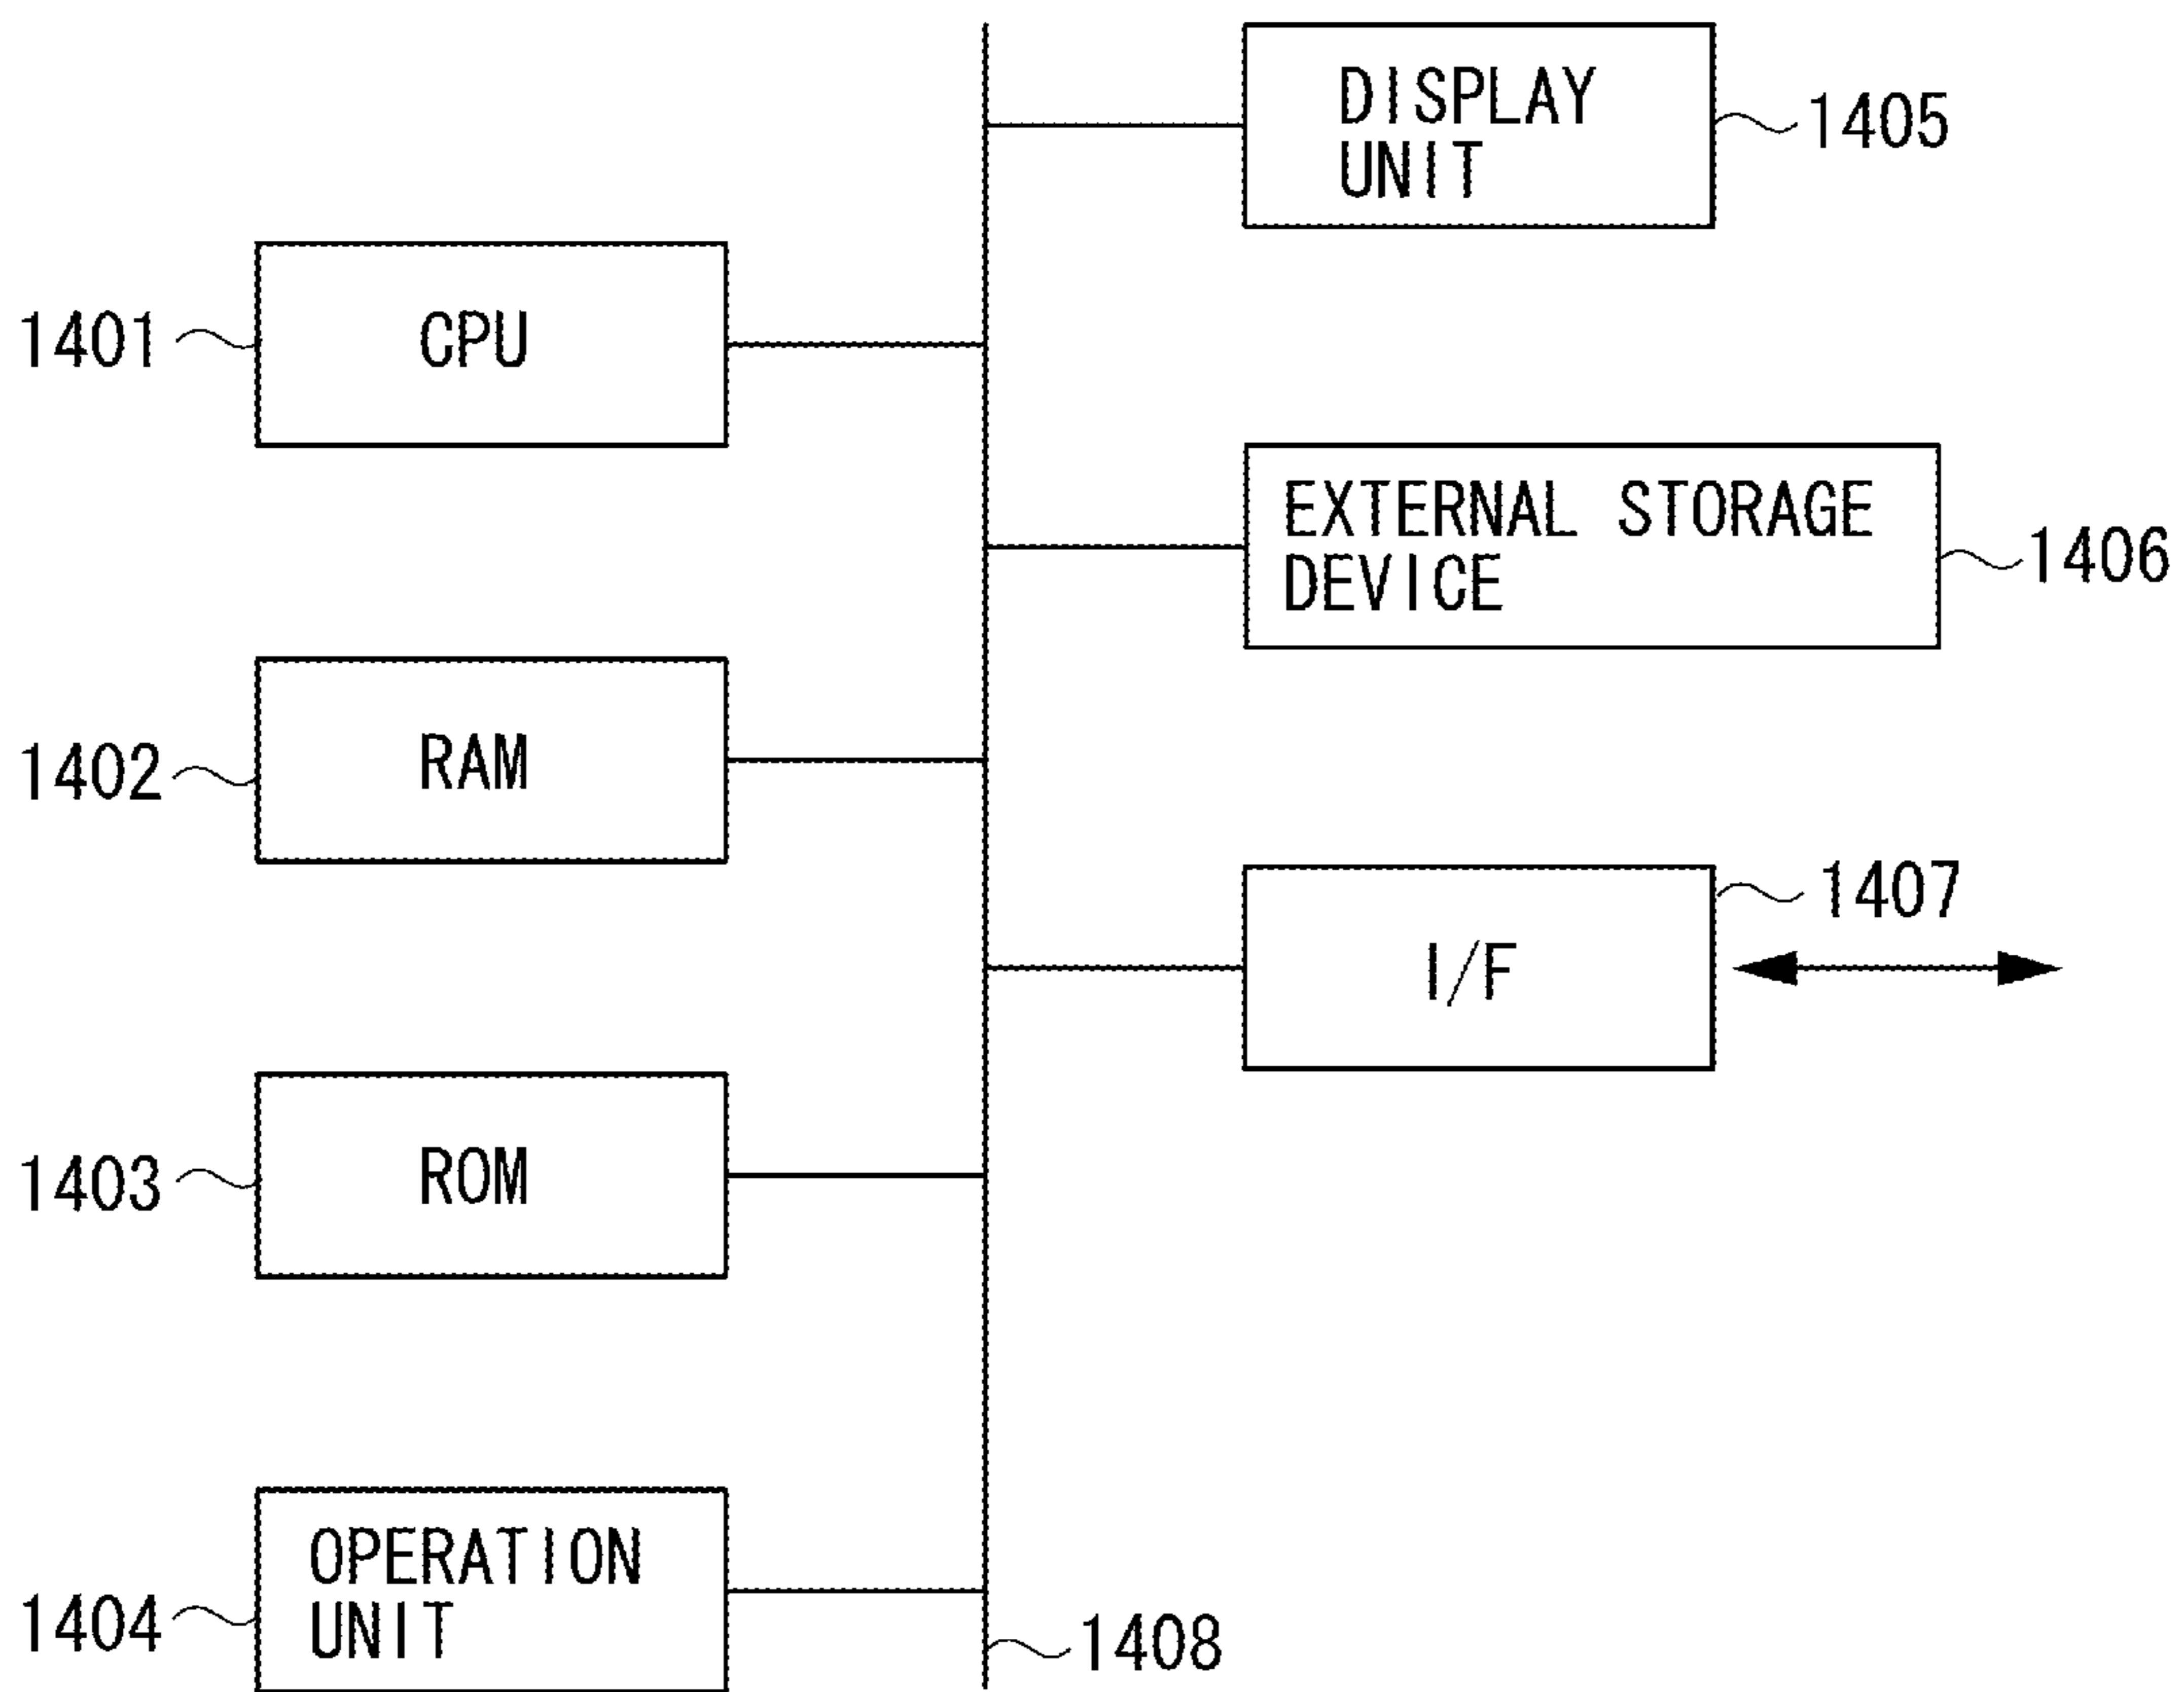 DISPLAY
UNIT
1405
1401
CPU
EXTERNAL STORAGE
DEVICE
1406
1402
RAM
1407
I/F
1403
ROM
1404
OPERATION
UNIT
1408